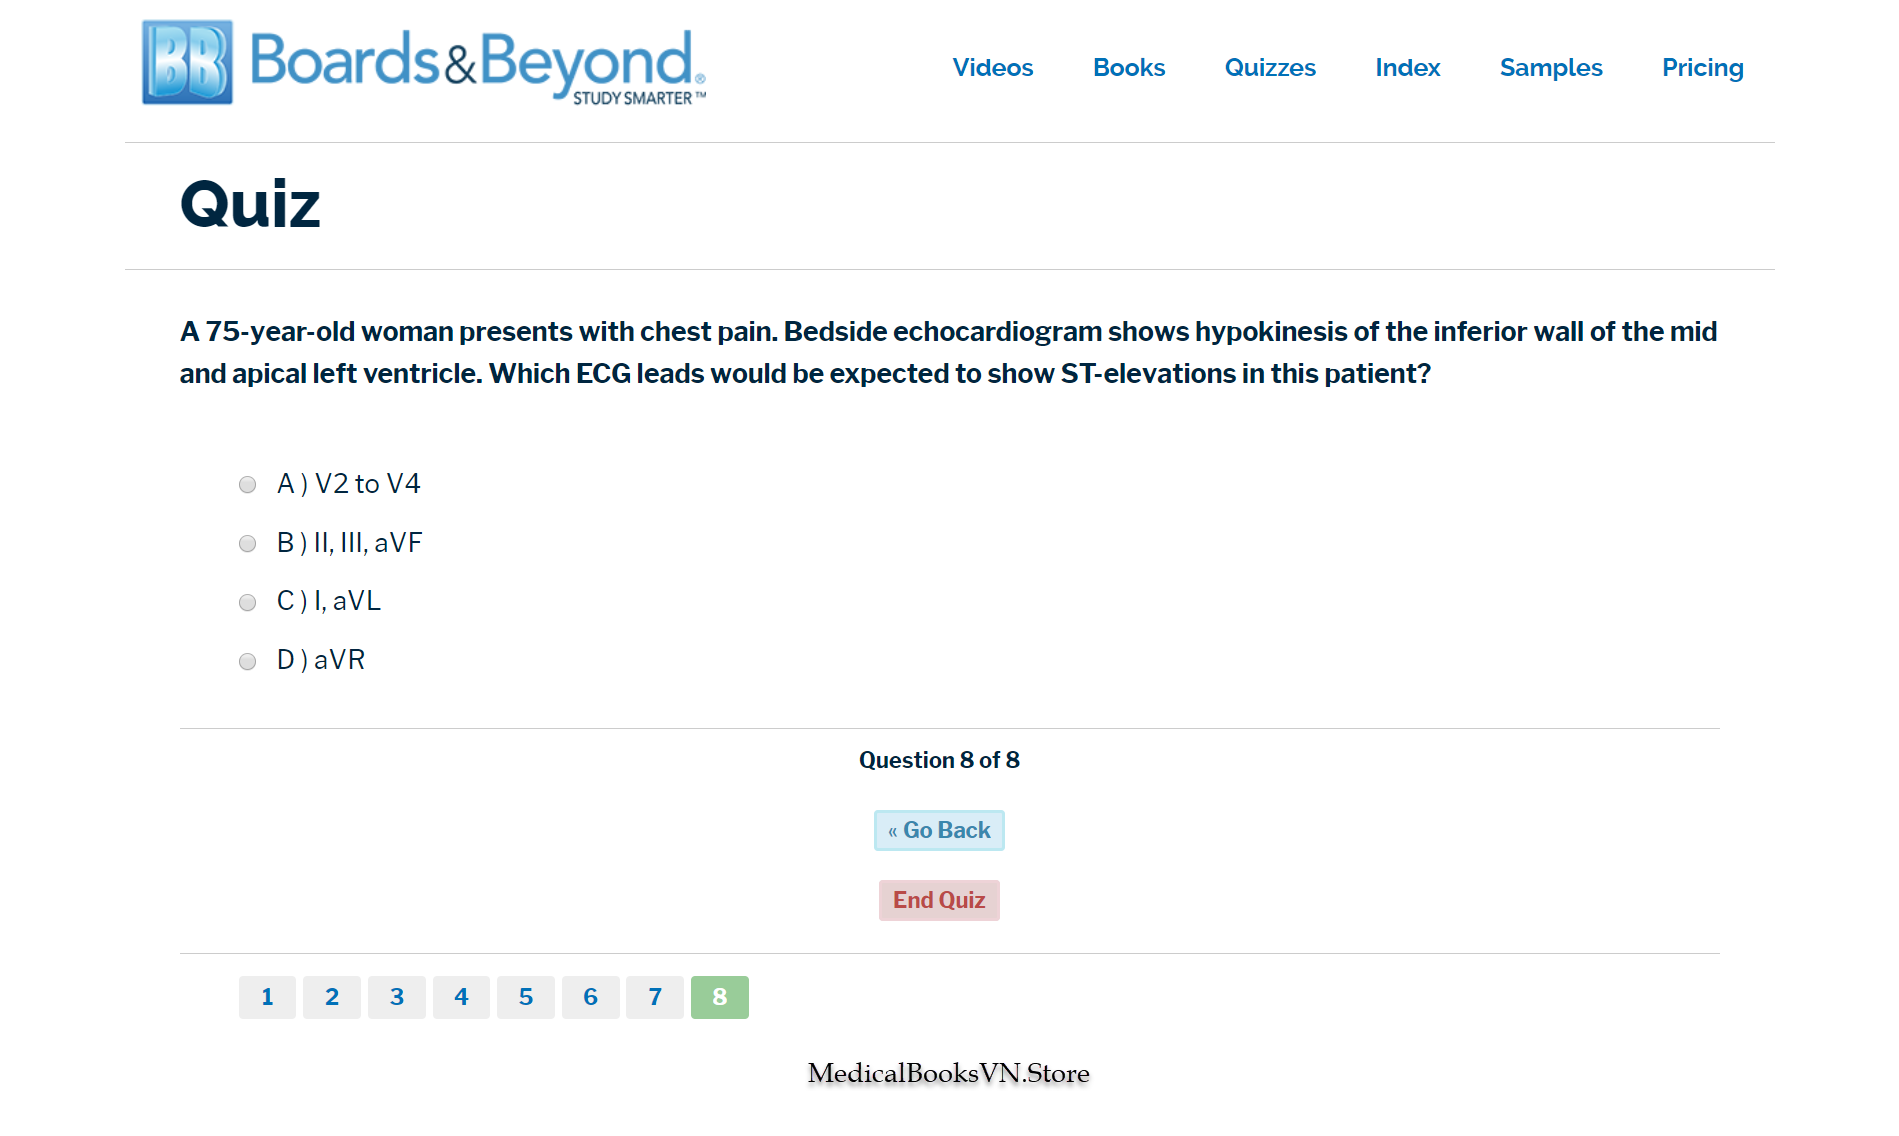 BB Boards&Beyond®
STUDY SMARTER™
Videos Books Quizzes Index Samples Pricing
Quiz
A 75-year-old woman presents with chest pain. Bedside echocardiogram shows hypokinesis of the inferior wall of the mid
and apical left ventricle. Which ECG leads would be expected to show ST-elevations in this patient?
A ) V2 to V4
B ) II, III, aVF
C ) I, aVL
D ) aVR
Question 8 of 8
« Go Back
End Quiz
1 2 3 4 5 6 7 8
MedicalBooksVN.Store